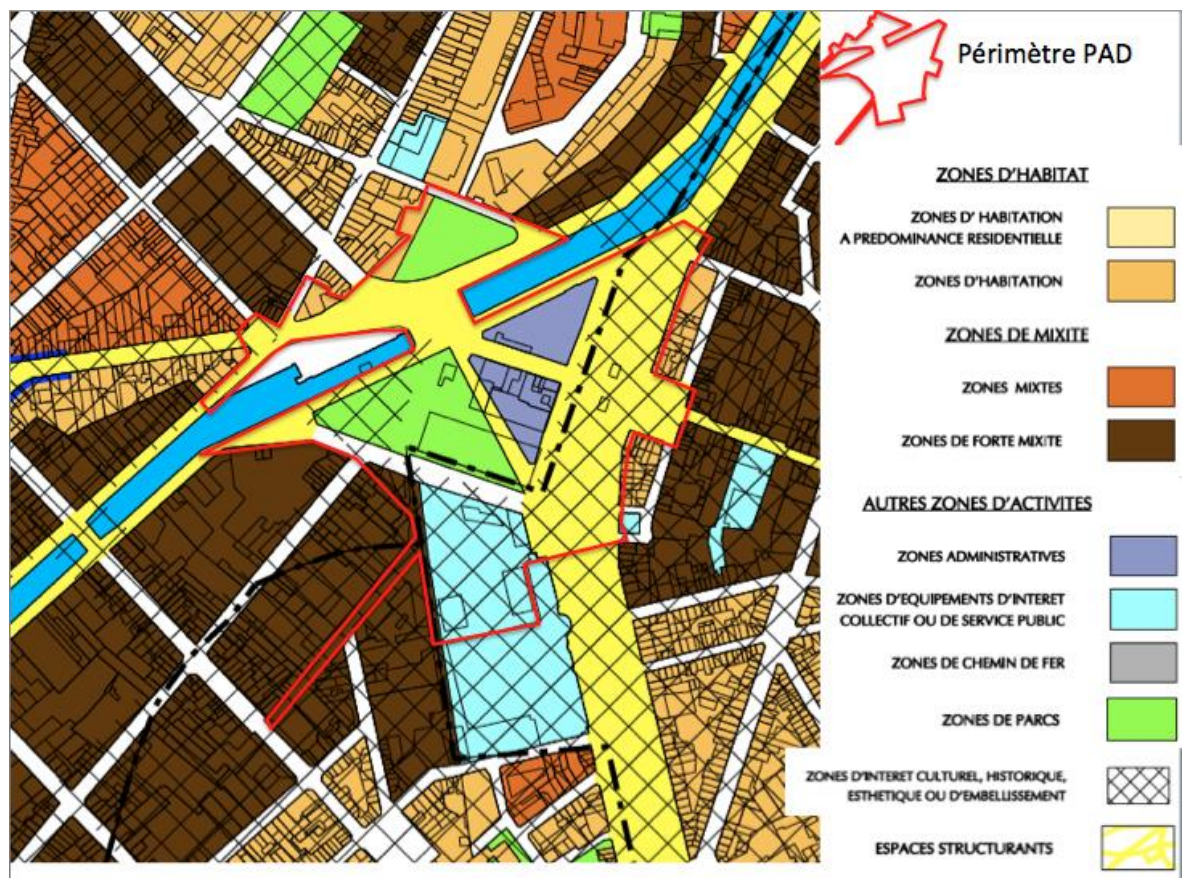 Périmètre PAD
ZONES D'HABITAT
ZONES D' HABITATION
A PREDOMINANCE RESIDENTIELLE
ZONES D'HABITATION
ZONES DE MIXITE
ZONES MIXTES
ZONES DE FORTE MIXITE
AUTRES ZONES D'ACTIVITES
ZONES ADMINISTRATIVES
ZONES D'EQUIPEMENTS D'INTERET
COLLECTIF OU DE SERVICE PUBLIC
ZONES DE CHEMIN DE FER
ZONES DE PARCS
ZONES D'INTERET CULTUREL, HISTORIQUE,
ESTHETIQUE OU D'EMBELLISSEMENT
ESPACES STRUCTURANTS